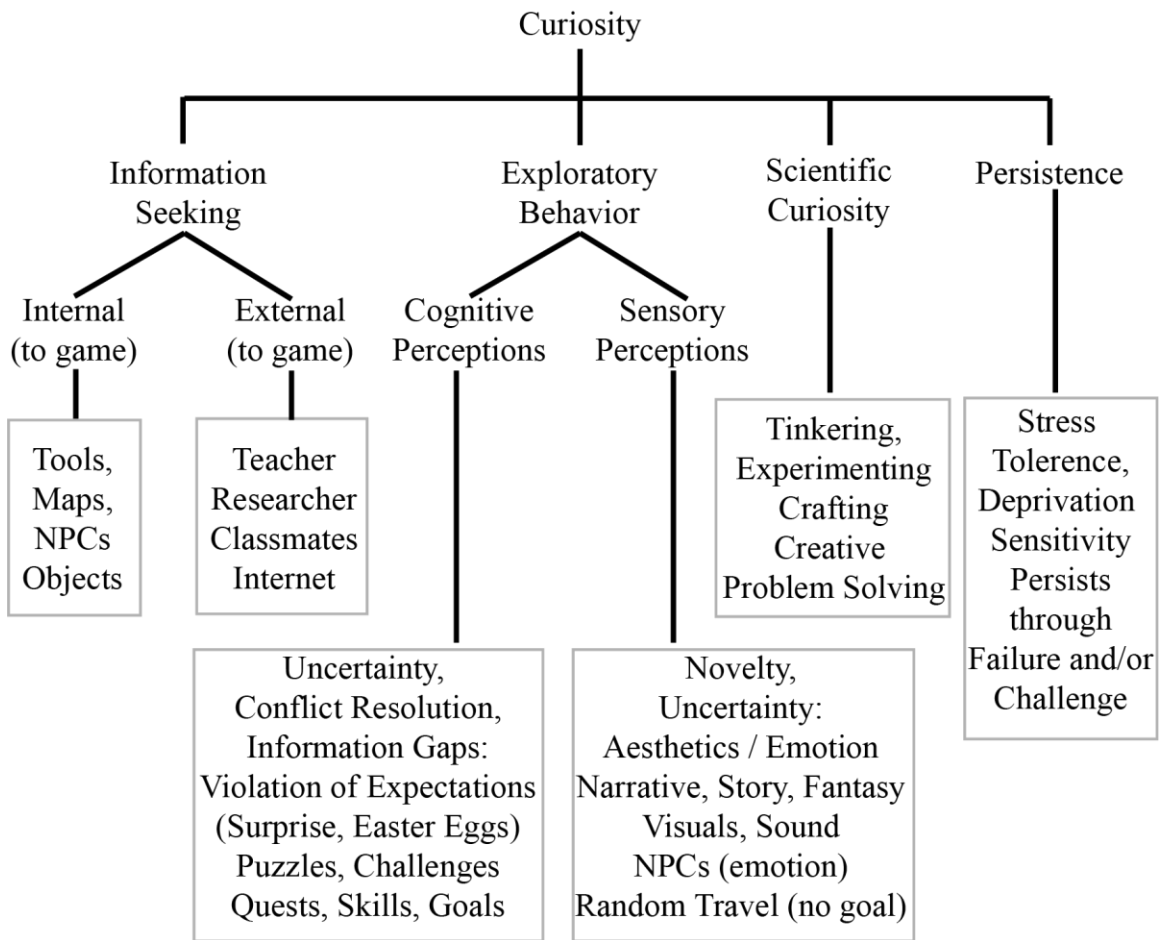 Curiosity
Information
Seeking
Exploratory
Behavior
Scientific
Curiosity
Persistence
Internal
(to game)
External
(to game)
Cognitive
Perceptions
Sensory
Perceptions
Tools,
Maps,
NPCs
Objects
Teacher
Researcher
Classmates
Internet
Uncertainty,
Conflict Resolution,
Information Gaps:
Violation of Expectations
(Surprise, Easter Eggs)
Puzzles, Challenges
Quests, Skills, Goals
Novelty,
Uncertainty:
Aesthetics / Emotion
Narrative, Story, Fantasy
Visuals, Sound
NPCs (emotion)
Random Travel (no goal)
Tinkering,
Experimenting
Crafting
Creative
Problem Solving
Stress
Tolerence,
Deprivation
Sensitivity
Persists
through
Failure and/or
Challenge